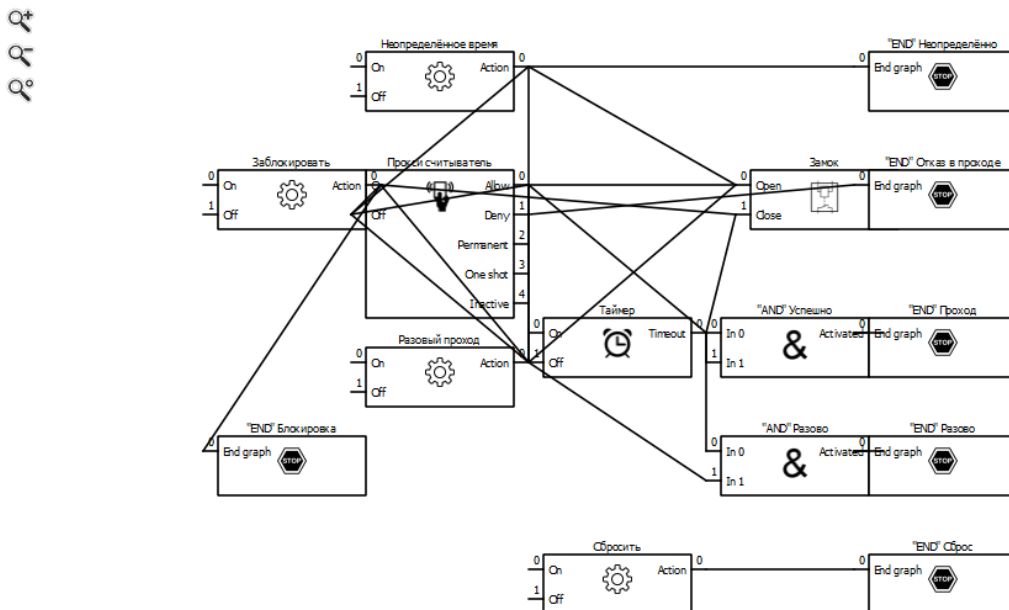 Неопределённое время
0 On Action 0
1 Off
"END" Неопределённо
0 End graph
STOP
Заблокировать
0 On Action 0
1 Off
Прокси считыватель
On Allow 0
Off Deny 1
Permanent 2
One shot 3
Inactive 4
Замок
0 Open
1 Close
"END" Отказ в проходе
0 End graph
STOP
Таймер
0 On Timeout 0
1 Off
"AND" Успешно
0 In 0 & Activated 0
1 In 1
"END" Проход
0 End graph
STOP
Разовый проход
0 On Action 0
1 Off
"END" Блокировка
0 End graph
STOP
"AND" Разово
0 In 0 & Activated 0
1 In 1
"END" Разово
End graph
STOP
Сбросить
0 On Action 0
1 Off
"END" Сброс
0 End graph
STOP